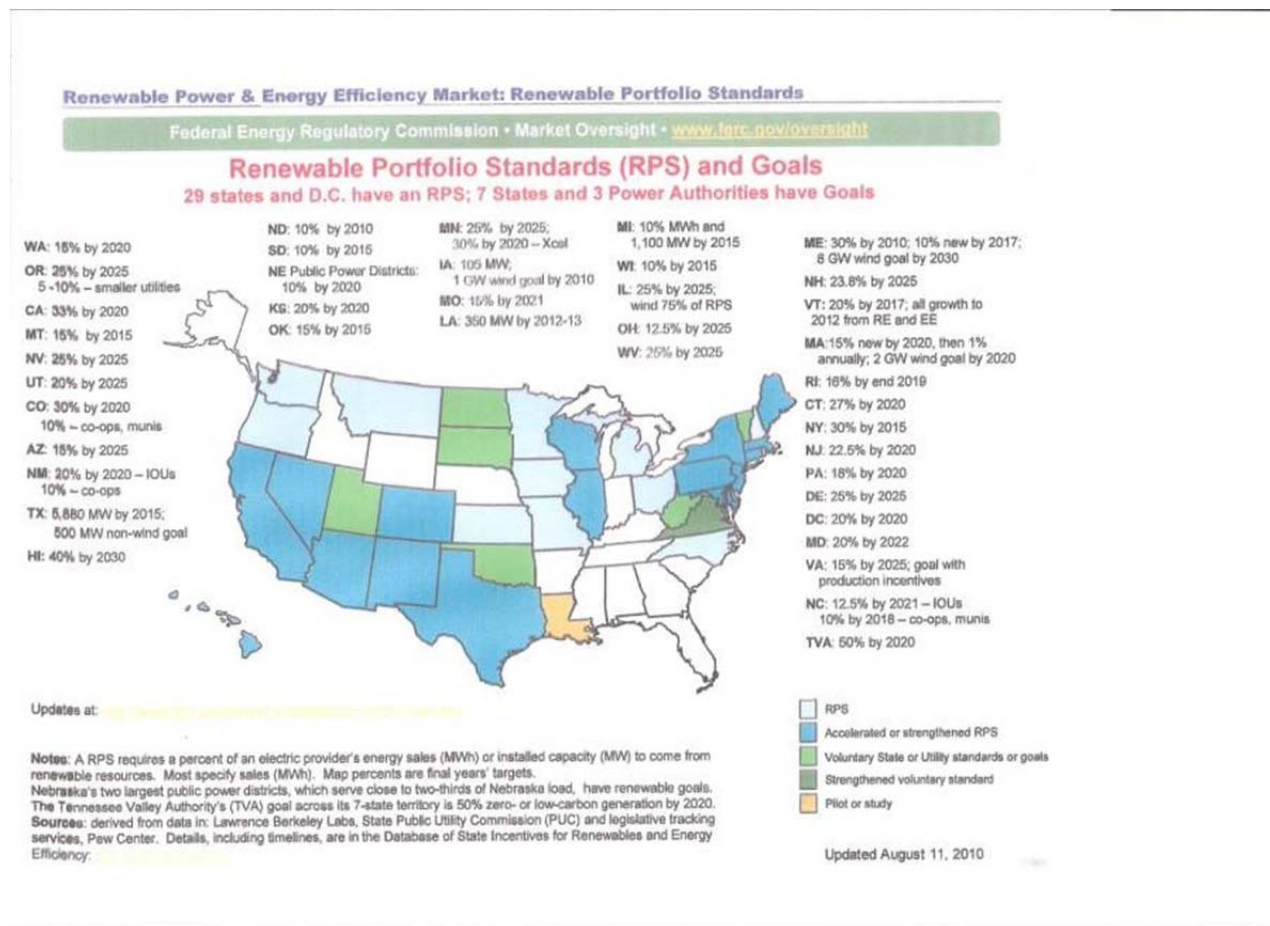 Renewable Power & Energy Efficiency Market: Renewable Portfolio Standards
Federal Energy Regulatory Commission • Market Oversight • www.ferc.gov/oversight
Renewable Portfolio Standards (RPS) and Goals
29 states and D.C. have an RPS; 7 States and 3 Power Authorities have Goals
WA: 15% by 2020
OR: 25% by 2025
5 -10% – smaller utilities
CA: 33% by 2020
MT: 15% by 2015
NV: 25% by 2025
UT: 20% by 2025
CO: 30% by 2020
10% – co-ops, munis
AZ: 15% by 2025
NM: 20% by 2020 – IOUs
10% – co-ops
TX: 5,880 MW by 2015;
500 MW non-wind goal
HI: 40% by 2030
ND: 10% by 2010
SD: 10% by 2015
NE Public Power Districts:
10% by 2020
KS: 20% by 2020
OK: 15% by 2015
MN: 25% by 2025;
30% by 2020 – Xcel
IA: 105 MW;
1 GW wind goal by 2010
MO: 15% by 2021
LA: 350 MW by 2012-13
MI: 10% MWh and
1,100 MW by 2015
WI: 10% by 2015
IL: 25% by 2025;
wind 75% of RPS
OH: 12.5% by 2025
WV: 25% by 2025
ME: 30% by 2010; 10% new by 2017;
8 GW wind goal by 2030
NH: 23.8% by 2025
VT: 20% by 2017; all growth to
2012 from RE and EE
MA:15% new by 2020, then 1%
annually; 2 GW wind goal by 2020
RI: 16% by end 2019
CT: 27% by 2020
NY: 30% by 2015
NJ: 22.5% by 2020
PA: 18% by 2020
DE: 25% by 2025
DC: 20% by 2020
MD: 20% by 2022
VA: 15% by 2025; goal with
production incentives
NC: 12.5% by 2021 – IOUs
10% by 2018 – co-ops, munis
TVA: 50% by 2020
Updates at:
RPS
Accelerated or strengthened RPS
Voluntary State or Utility standards or goals
Strengthened voluntary standard
Pilot or study
Notes: A RPS requires a percent of an electric provider's energy sales (MWh) or installed capacity (MW) to come from
renewable resources. Most specify sales (MWh). Map percents are final years' targets.
Nebraska's two largest public power districts, which serve close to two-thirds of Nebraska load, have renewable goals.
The Tennessee Valley Authority's (TVA) goal across its 7-state territory is 50% zero- or low-carbon generation by 2020.
Sources: derived from data in: Lawrence Berkeley Labs, State Public Utility Commission (PUC) and legislative tracking
services, Pew Center. Details, including timelines, are in the Database of State Incentives for Renewables and Energy
Efficiency:
Updated August 11, 2010